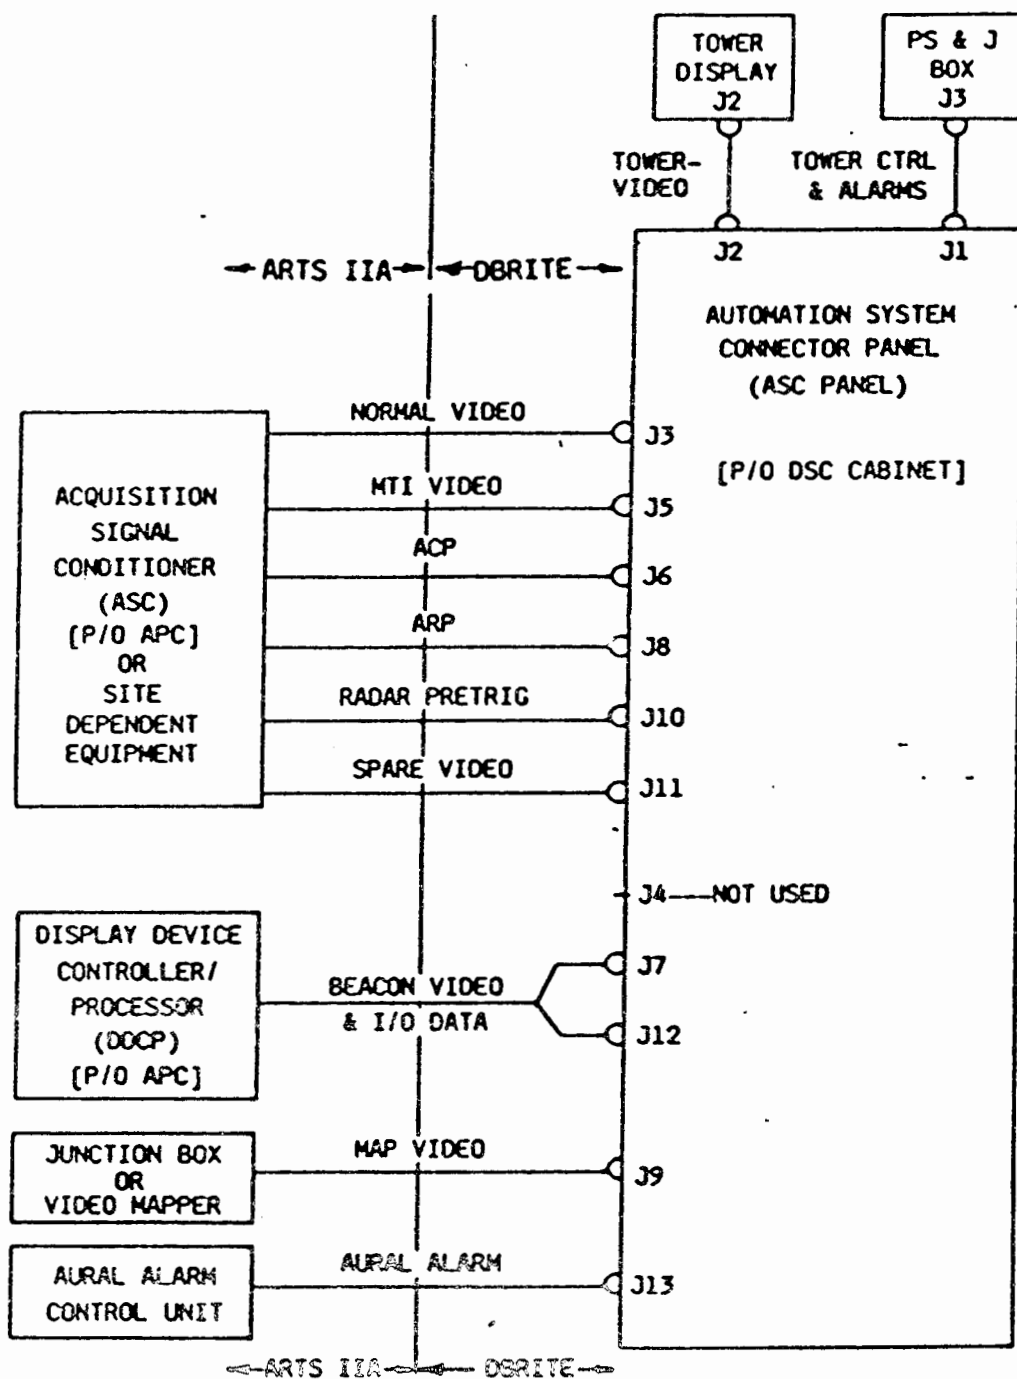 TOWER
DISPLAY
J2
PS & J
BOX
J3
TOWER-
VIDEO
TOWER CTRL
& ALARMS
J2
J1
ARTS IIA
DBRITE
AUTOMATION SYSTEM
CONNECTOR PANEL
(ASC PANEL)
[P/O DSC CABINET]
ACQUISITION
SIGNAL
CONDITIONER
(ASC)
[P/O APC]
OR
SITE
DEPENDENT
EQUIPMENT
NORMAL VIDEO
J3
MTI VIDEO
J5
ACP
J6
ARP
J8
RADAR PRETRIG
J10
SPARE VIDEO
J11
J4 NOT USED
DISPLAY DEVICE
CONTROLLER/
PROCESSOR
(DDCP)
[P/O APC]
BEACON VIDEO
& I/O DATA
J7
J12
JUNCTION BOX
OR
VIDEO MAPPER
MAP VIDEO
J9
AURAL ALARM
CONTROL UNIT
AURAL ALARM
J13
ARTS IIA
DBRITE